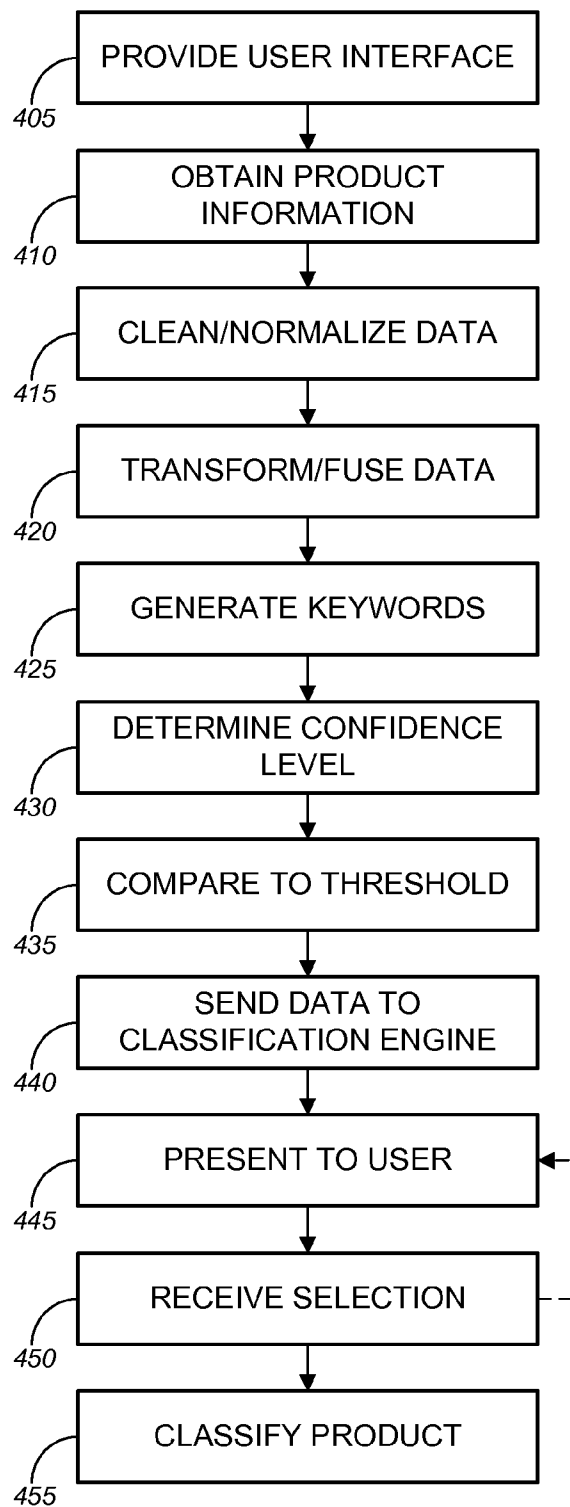 PROVIDE USER INTERFACE
405
OBTAIN PRODUCT
INFORMATION
410
CLEAN/NORMALIZE DATA
415
TRANSFORM/FUSE DATA
420
GENERATE KEYWORDS
425
DETERMINE CONFIDENCE
LEVEL
430
COMPARE TO THRESHOLD
435
SEND DATA TO
CLASSIFICATION ENGINE
440
PRESENT TO USER
445
RECEIVE SELECTION
450
CLASSIFY PRODUCT
455